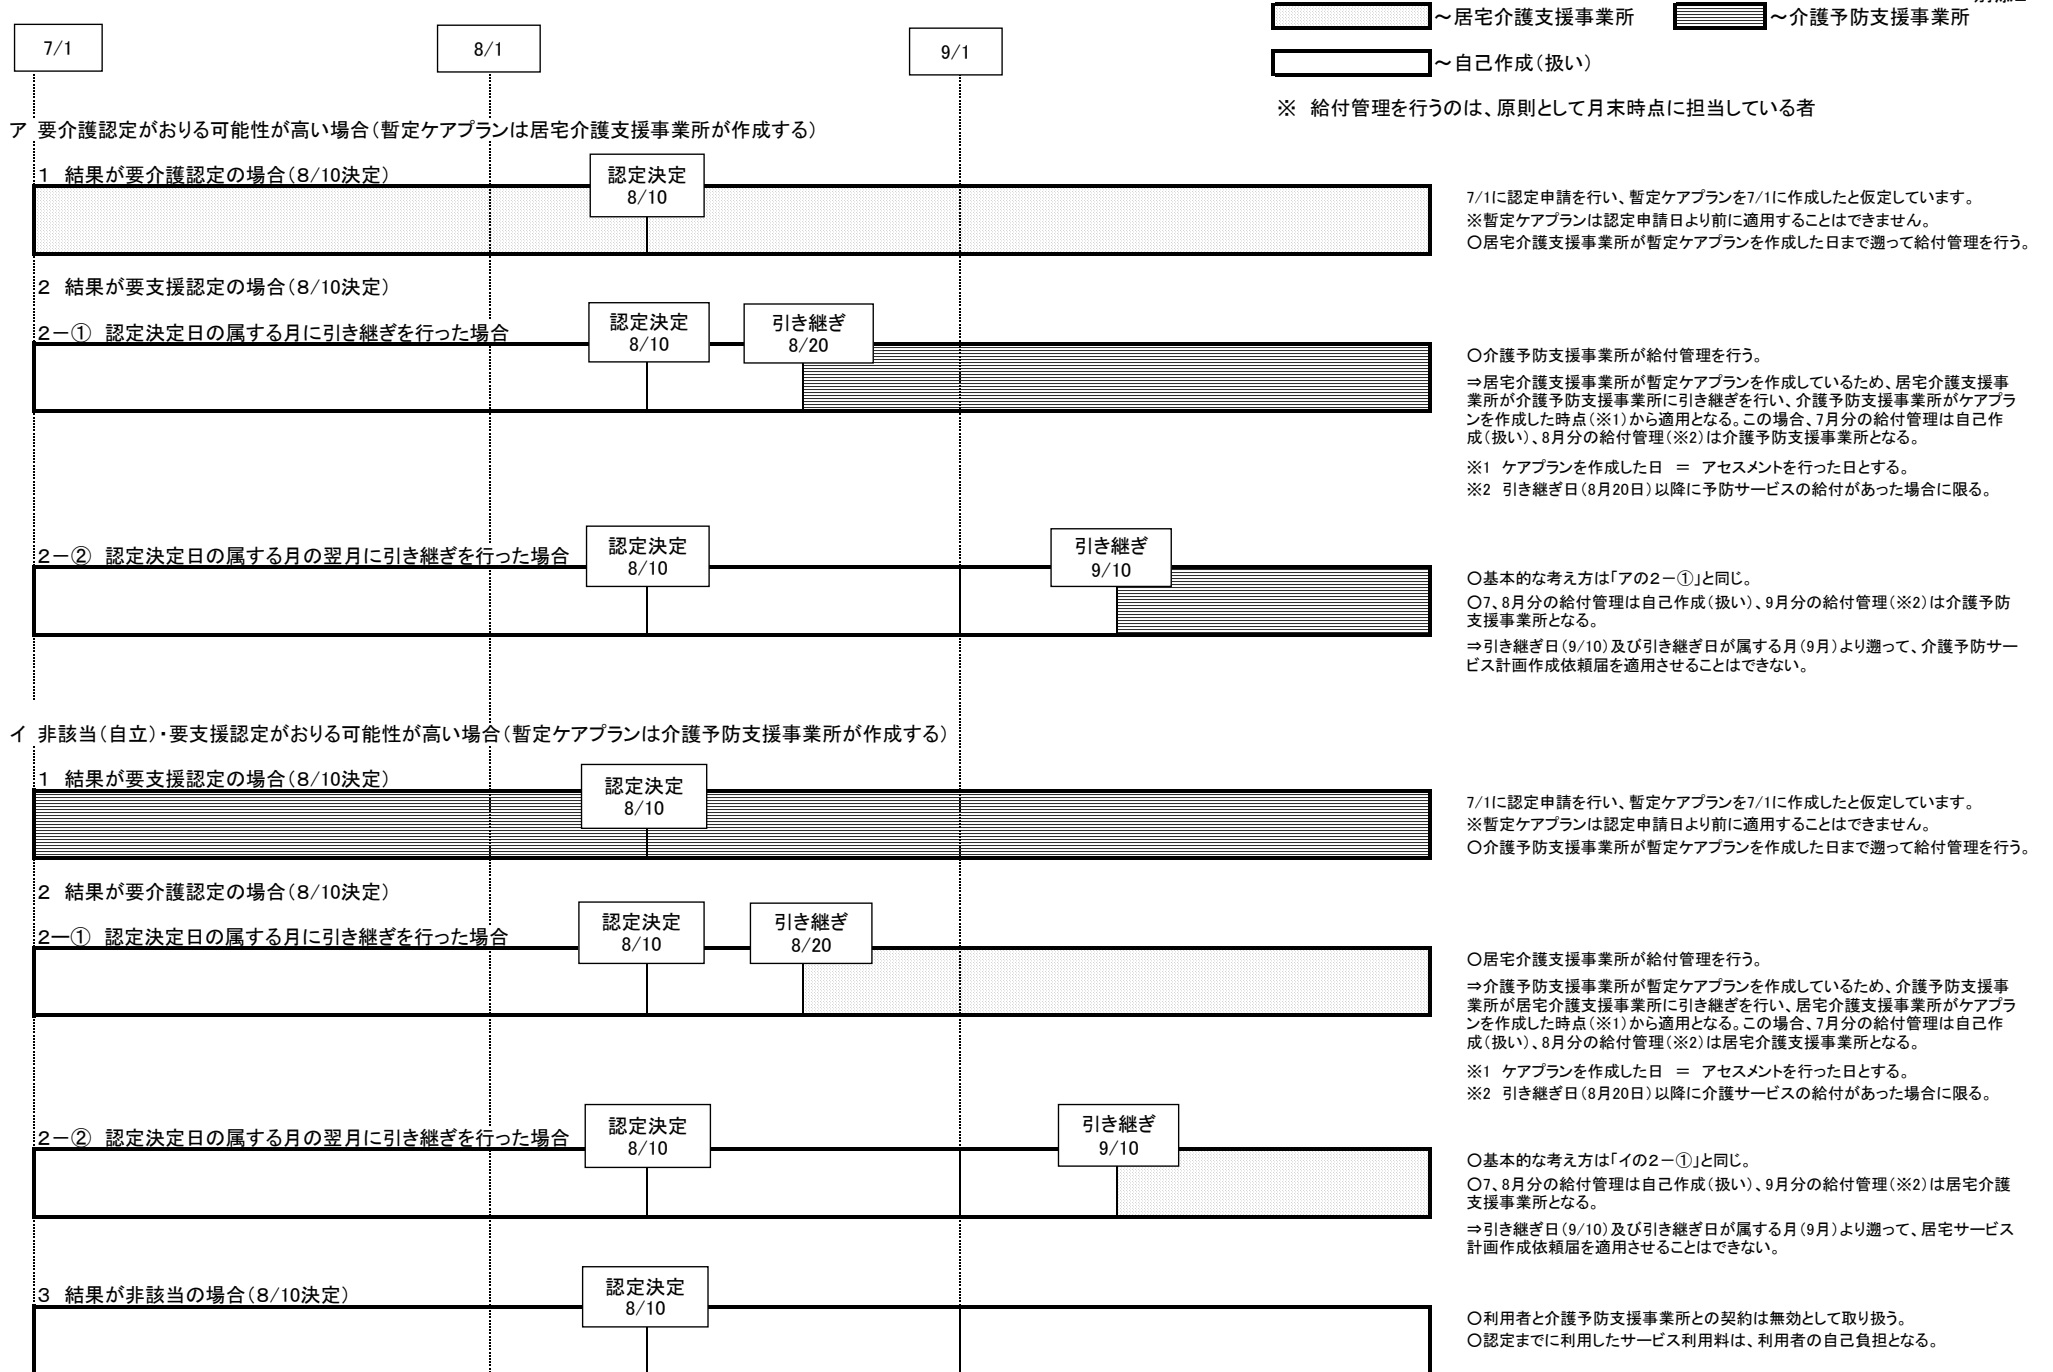 ～居宅介護支援事業所
～介護予防支援事業所
7/1
8/1
9/1
～自己作成（扱い）
※ 給付管理を行うのは、原則として月末時点に担当している者
ア 要介護認定がおりる可能性が高い場合（暫定ケアプランは居宅介護支援事業所が作成する）
1 結果が要介護認定の場合（8/10決定）
認定決定
8/10
7/1に認定申請を行い、暫定ケアプランを7/1に作成したと仮定しています。
※暫定ケアプランは認定申請日より前に適用することはできません。
○居宅介護支援事業所が暫定ケアプランを作成した日まで遡って給付管理を行う。
2 結果が要支援認定の場合（8/10決定）
2－① 認定決定日の属する月に引き継ぎを行った場合
認定決定
8/10
引き継ぎ
8/20
○介護予防支援事業所が給付管理を行う。
⇒居宅介護支援事業所が暫定ケアプランを作成しているため、居宅介護支援事
業所が介護予防支援事業所に引き継ぎを行い、介護予防支援事業所がケアプラ
ンを作成した時点（※1）から適用となる。この場合、7月分の給付管理は自己作
成（扱い）、8月分の給付管理（※2）は介護予防支援事業所となる。
※1 ケアプランを作成した日 ＝ アセスメントを行った日とする。
※2 引き継ぎ日（8月20日）以降に予防サービスの給付があった場合に限る。
2－② 認定決定日の属する月の翌月に引き継ぎを行った場合
認定決定
8/10
引き継ぎ
9/10
○基本的な考え方は「アの2－①」と同じ。
○7、8月分の給付管理は自己作成（扱い）、9月分の給付管理（※2）は介護予防
支援事業所となる。
⇒引き継ぎ日（9/10）及び引き継ぎ日が属する月（9月）より遡って、介護予防サー
ビス計画作成依頼届を適用させることはできない。
イ 非該当（自立）・要支援認定がおりる可能性が高い場合（暫定ケアプランは介護予防支援事業所が作成する）
1 結果が要支援認定の場合（8/10決定）
認定決定
8/10
7/1に認定申請を行い、暫定ケアプランを7/1に作成したと仮定しています。
※暫定ケアプランは認定申請日より前に適用することはできません。
○介護予防支援事業所が暫定ケアプランを作成した日まで遡って給付管理を行う。
2 結果が要介護認定の場合（8/10決定）
2－① 認定決定日の属する月に引き継ぎを行った場合
認定決定
8/10
引き継ぎ
8/20
○居宅介護支援事業所が給付管理を行う。
⇒介護予防支援事業所が暫定ケアプランを作成しているため、介護予防支援事
業所が居宅介護支援事業所に引き継ぎを行い、居宅介護支援事業所がケアプラ
ンを作成した時点（※1）から適用となる。この場合、7月分の給付管理は自己作
成（扱い）、8月分の給付管理（※2）は居宅介護支援事業所となる。
※1 ケアプランを作成した日 ＝ アセスメントを行った日とする。
※2 引き継ぎ日（8月20日）以降に介護サービスの給付があった場合に限る。
2－② 認定決定日の属する月の翌月に引き継ぎを行った場合
認定決定
8/10
引き継ぎ
9/10
○基本的な考え方は「イの2－①」と同じ。
○7、8月分の給付管理は自己作成（扱い）、9月分の給付管理（※2）は居宅介護
支援事業所となる。
⇒引き継ぎ日（9/10）及び引き継ぎ日が属する月（9月）より遡って、居宅サービス
計画作成依頼届を適用させることはできない。
3 結果が非該当の場合（8/10決定）
認定決定
8/10
○利用者と介護予防支援事業所との契約は無効として取り扱う。
○認定までに利用したサービス利用料は、利用者の自己負担となる。